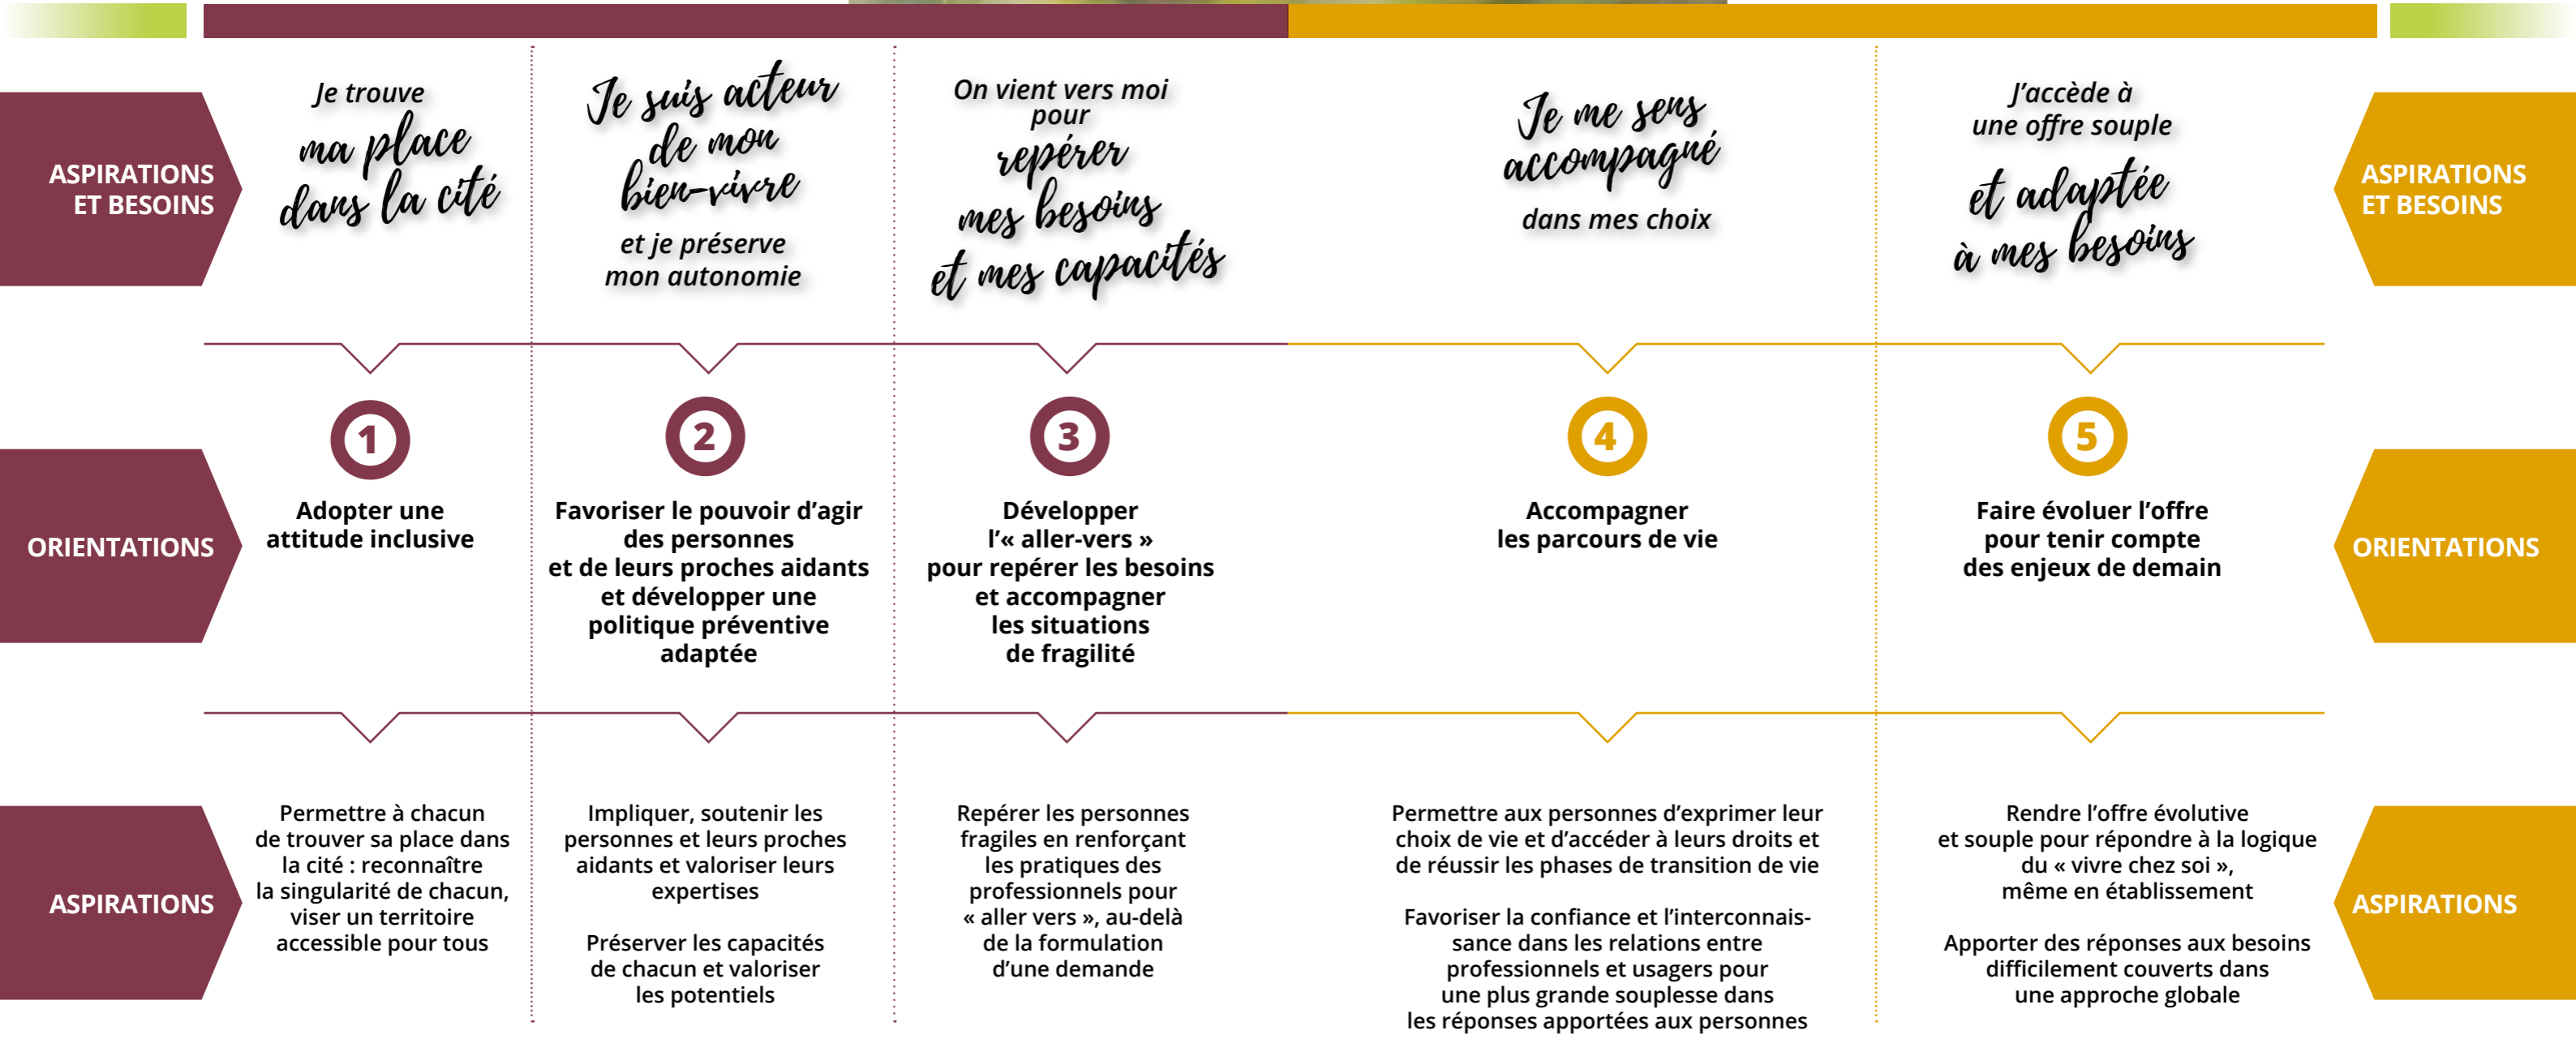 ASPIRATIONS
ET BESOINS
Je trouve
ma place
dans la cité
Je suis acteur
de mon
bien-vivre
et je préserve
mon autonomie
On vient vers moi
pour
repérer
mes besoins
et mes capacités
Je me sens
accompagné
dans mes choix
J’accède à
une offre souple
et adaptée
à mes besoins
ASPIRATIONS
ET BESOINS
ORIENTATIONS
1
Adopter une
attitude inclusive
2
Favoriser le pouvoir d’agir
des personnes
et de leurs proches aidants
et développer une
politique préventive
adaptée
3
Développer
l’« aller-vers »
pour repérer les besoins
et accompagner
les situations
de fragilité
4
Accompagner
les parcours de vie
5
Faire évoluer l’offre
pour tenir compte
des enjeux de demain
ORIENTATIONS
ASPIRATIONS
Permettre à chacun
de trouver sa place dans
la cité : reconnaître
la singularité de chacun,
viser un territoire
accessible pour tous
Impliquer, soutenir les
personnes et leurs proches
aidants et valoriser leurs
expertises
Préserver les capacités
de chacun et valoriser
les potentiels
Repérer les personnes
fragiles en renforçant
les pratiques des
professionnels pour
« aller vers », au-delà
de la formulation
d’une demande
Permettre aux personnes d’exprimer leur
choix de vie et d’accéder à leurs droits et
de réussir les phases de transition de vie
Favoriser la confiance et l’interconnais-
sance dans les relations entre
professionnels et usagers pour
une plus grande souplesse dans
les réponses apportées aux personnes
Rendre l’offre évolutive
et souple pour répondre à la logique
du « vivre chez soi »,
même en établissement
Apporter des réponses aux besoins
difficilement couverts dans
une approche globale
ASPIRATIONS